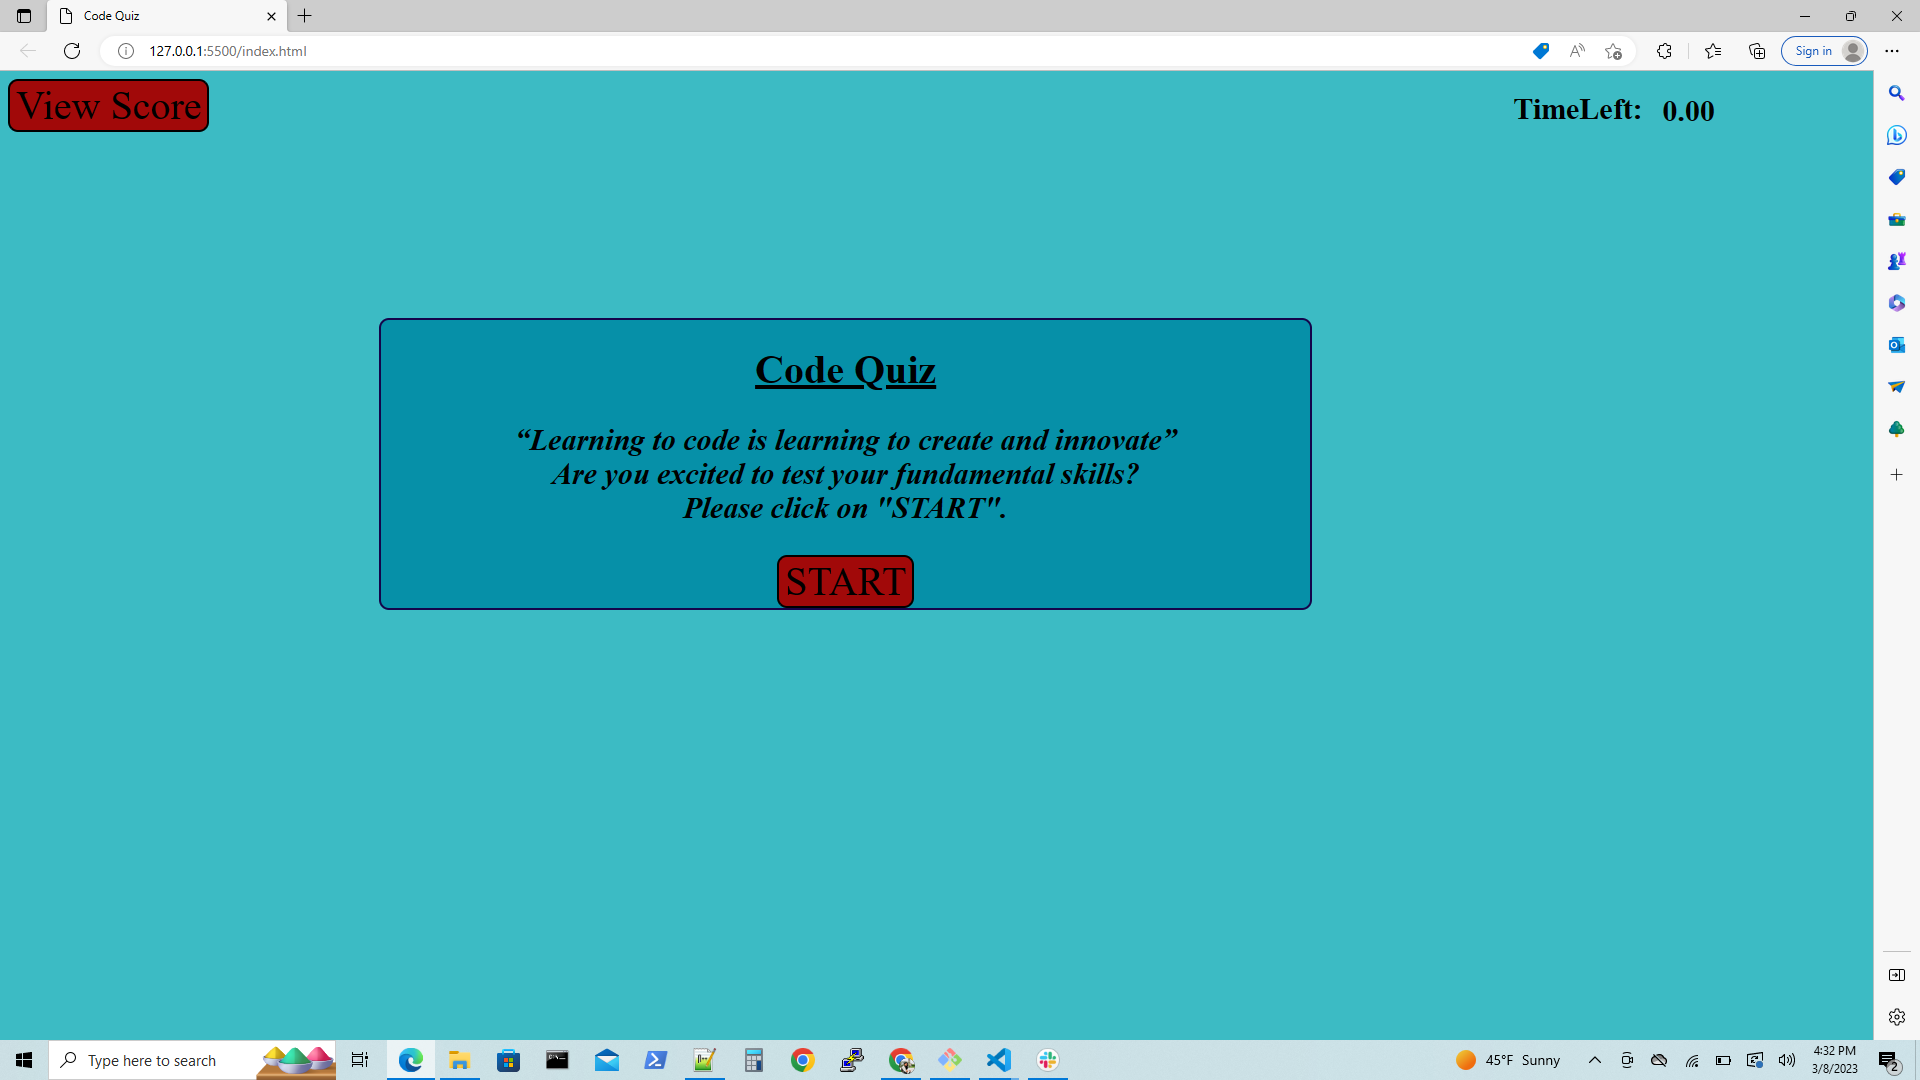 Code Quiz
127.0.0.1:5500/index.html
Sign in
View Score
TimeLeft: 0.00
Code Quiz
“Learning to code is learning to create and innovate”
Are you excited to test your fundamental skills?
Please click on "START".
START
Type here to search
45°F Sunny
4:32 PM
3/8/2023
2